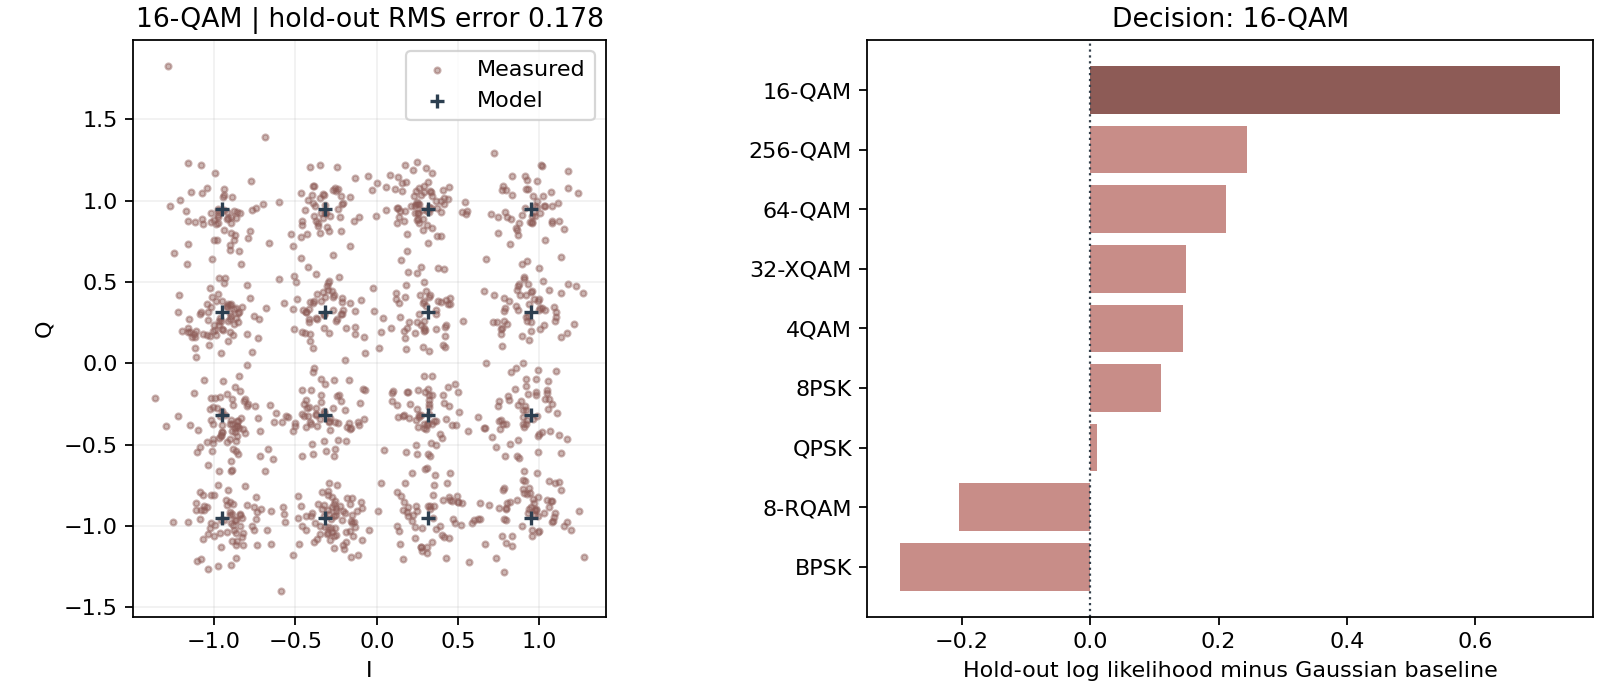 16-QAM | hold-out RMS error 0.178
Measured
Model
1.5
1.0
0.5
0.0
−0.5
−1.0
−1.5
Q
−1.0
−0.5
0.0
0.5
1.0
I
Decision: 16-QAM
16-QAM
256-QAM
64-QAM
32-XQAM
4QAM
8PSK
QPSK
8-RQAM
BPSK
−0.2
0.0
0.2
0.4
0.6
Hold-out log likelihood minus Gaussian baseline